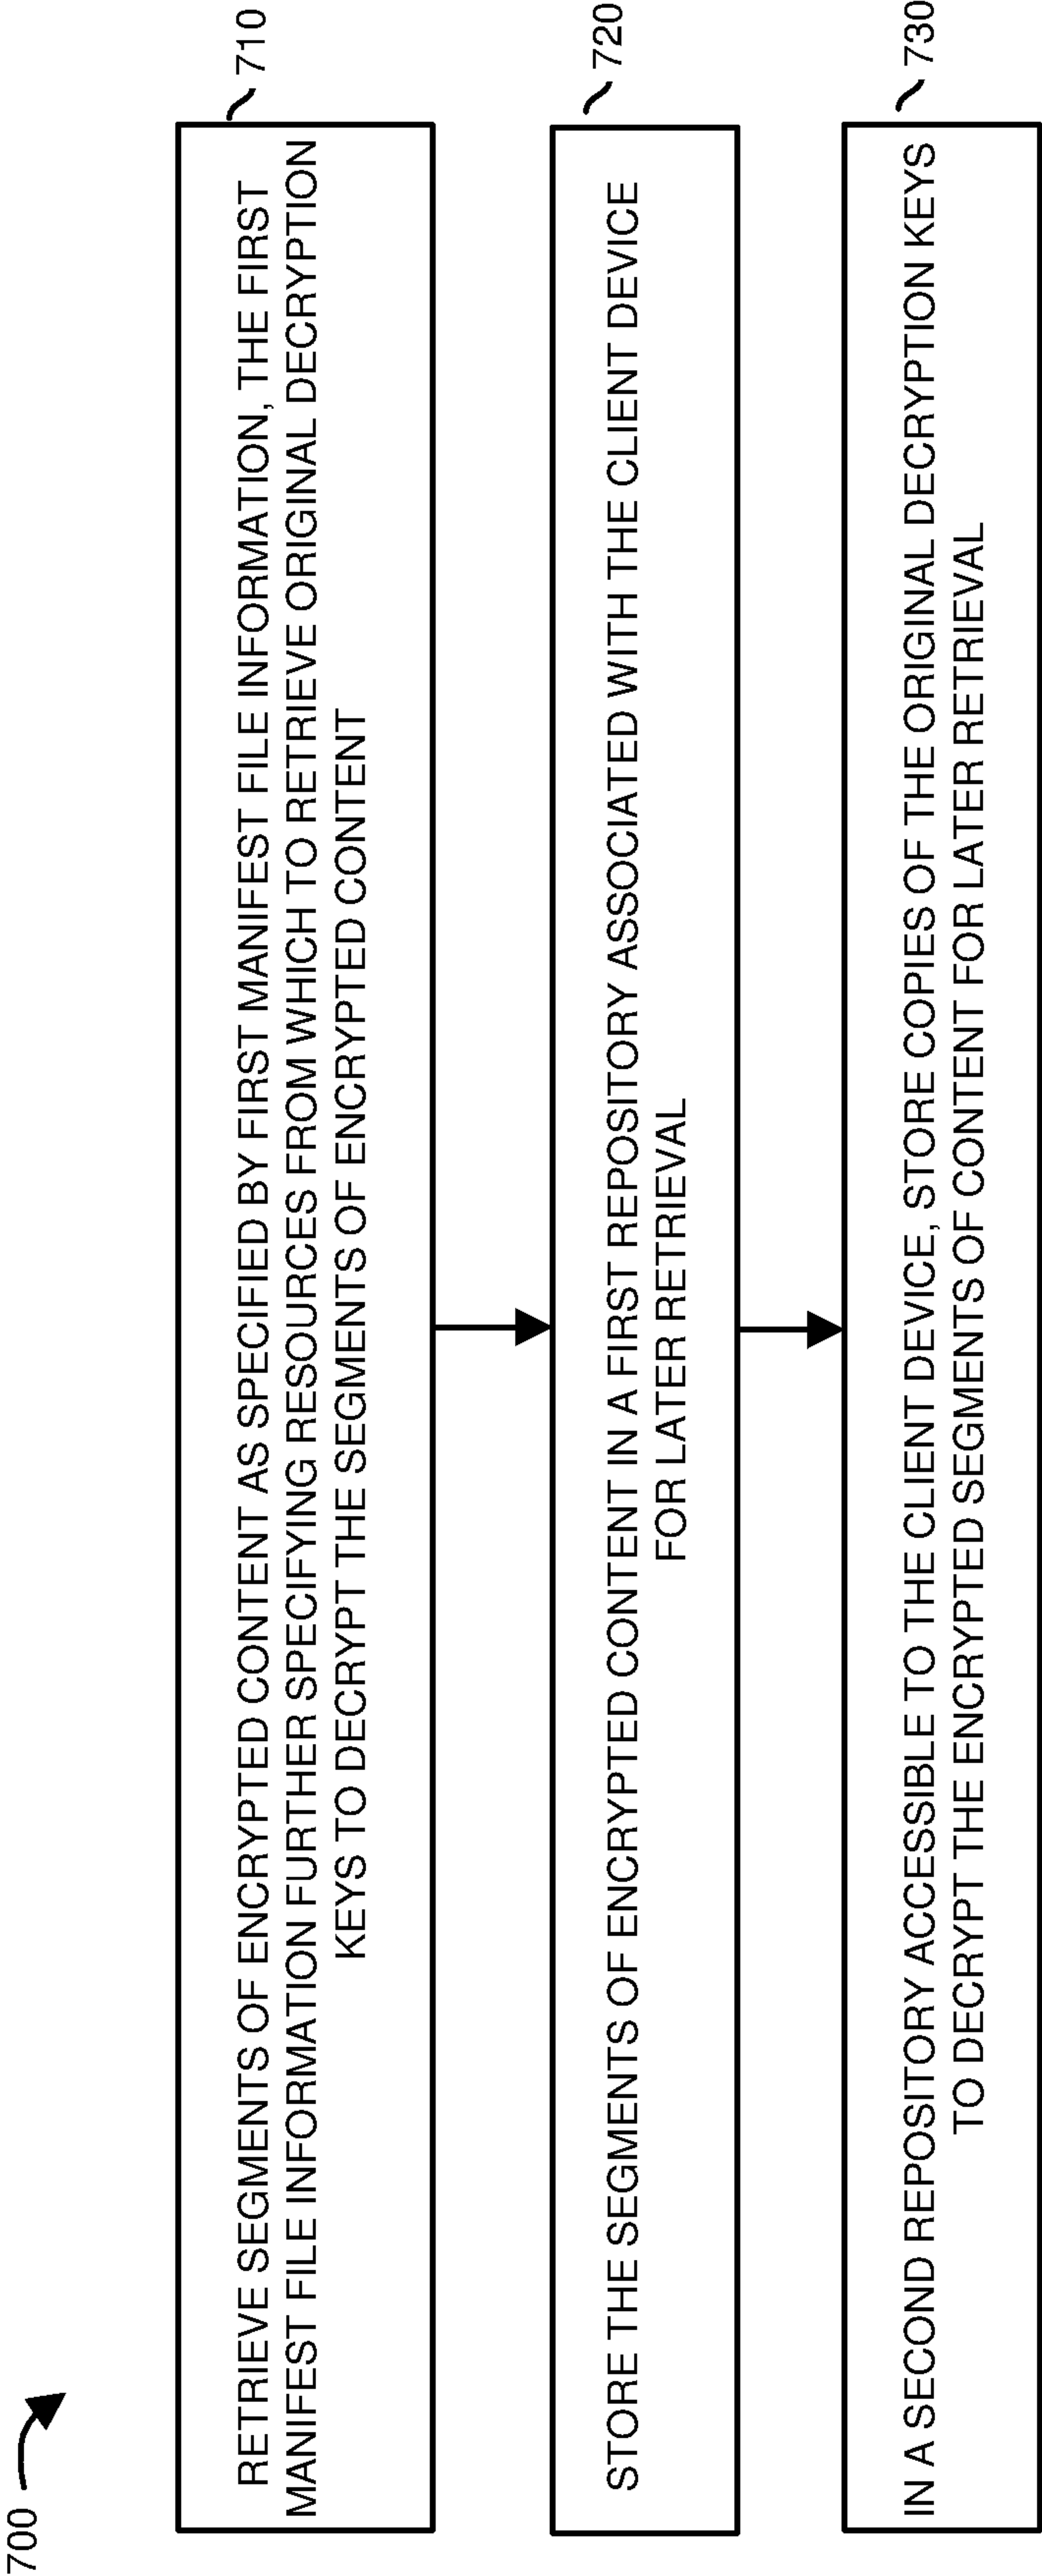 700
710
RETRIEVE SEGMENTS OF ENCRYPTED CONTENT AS SPECIFIED BY FIRST MANIFEST FILE INFORMATION, THE FIRST
MANIFEST FILE INFORMATION FURTHER SPECIFYING RESOURCES FROM WHICH TO RETRIEVE ORIGINAL DECRYPTION
KEYS TO DECRYPT THE SEGMENTS OF ENCRYPTED CONTENT
720
STORE THE SEGMENTS OF ENCRYPTED CONTENT IN A FIRST REPOSITORY ASSOCIATED WITH THE CLIENT DEVICE
FOR LATER RETRIEVAL
730
IN A SECOND REPOSITORY ACCESSIBLE TO THE CLIENT DEVICE, STORE COPIES OF THE ORIGINAL DECRYPTION KEYS
TO DECRYPT THE ENCRYPTED SEGMENTS OF CONTENT FOR LATER RETRIEVAL